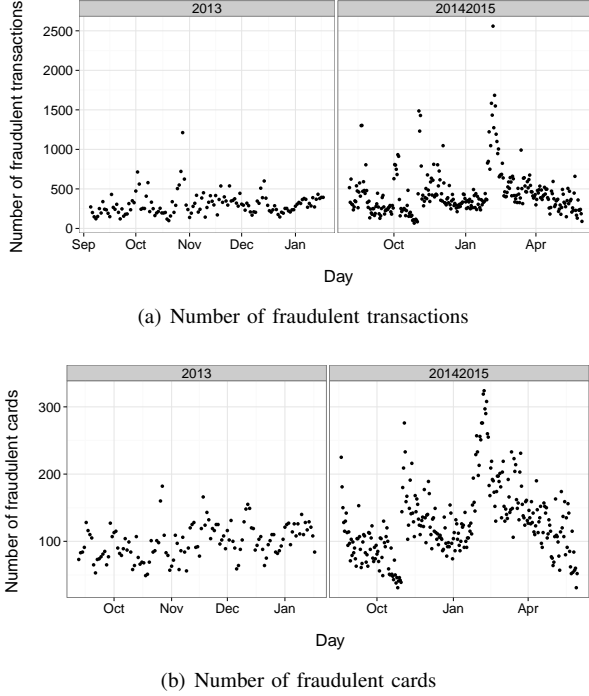 2013 20142015
2500
2000
1500
1000
500
0
Number of fraudulent transactions
Sep Oct Nov Dec Jan Oct Jan Apr
Day
(a) Number of fraudulent transactions
2013 20142015
300
200
100
Number of fraudulent cards
Oct Nov Dec Jan Oct Jan Apr
Day
(b) Number of fraudulent cards